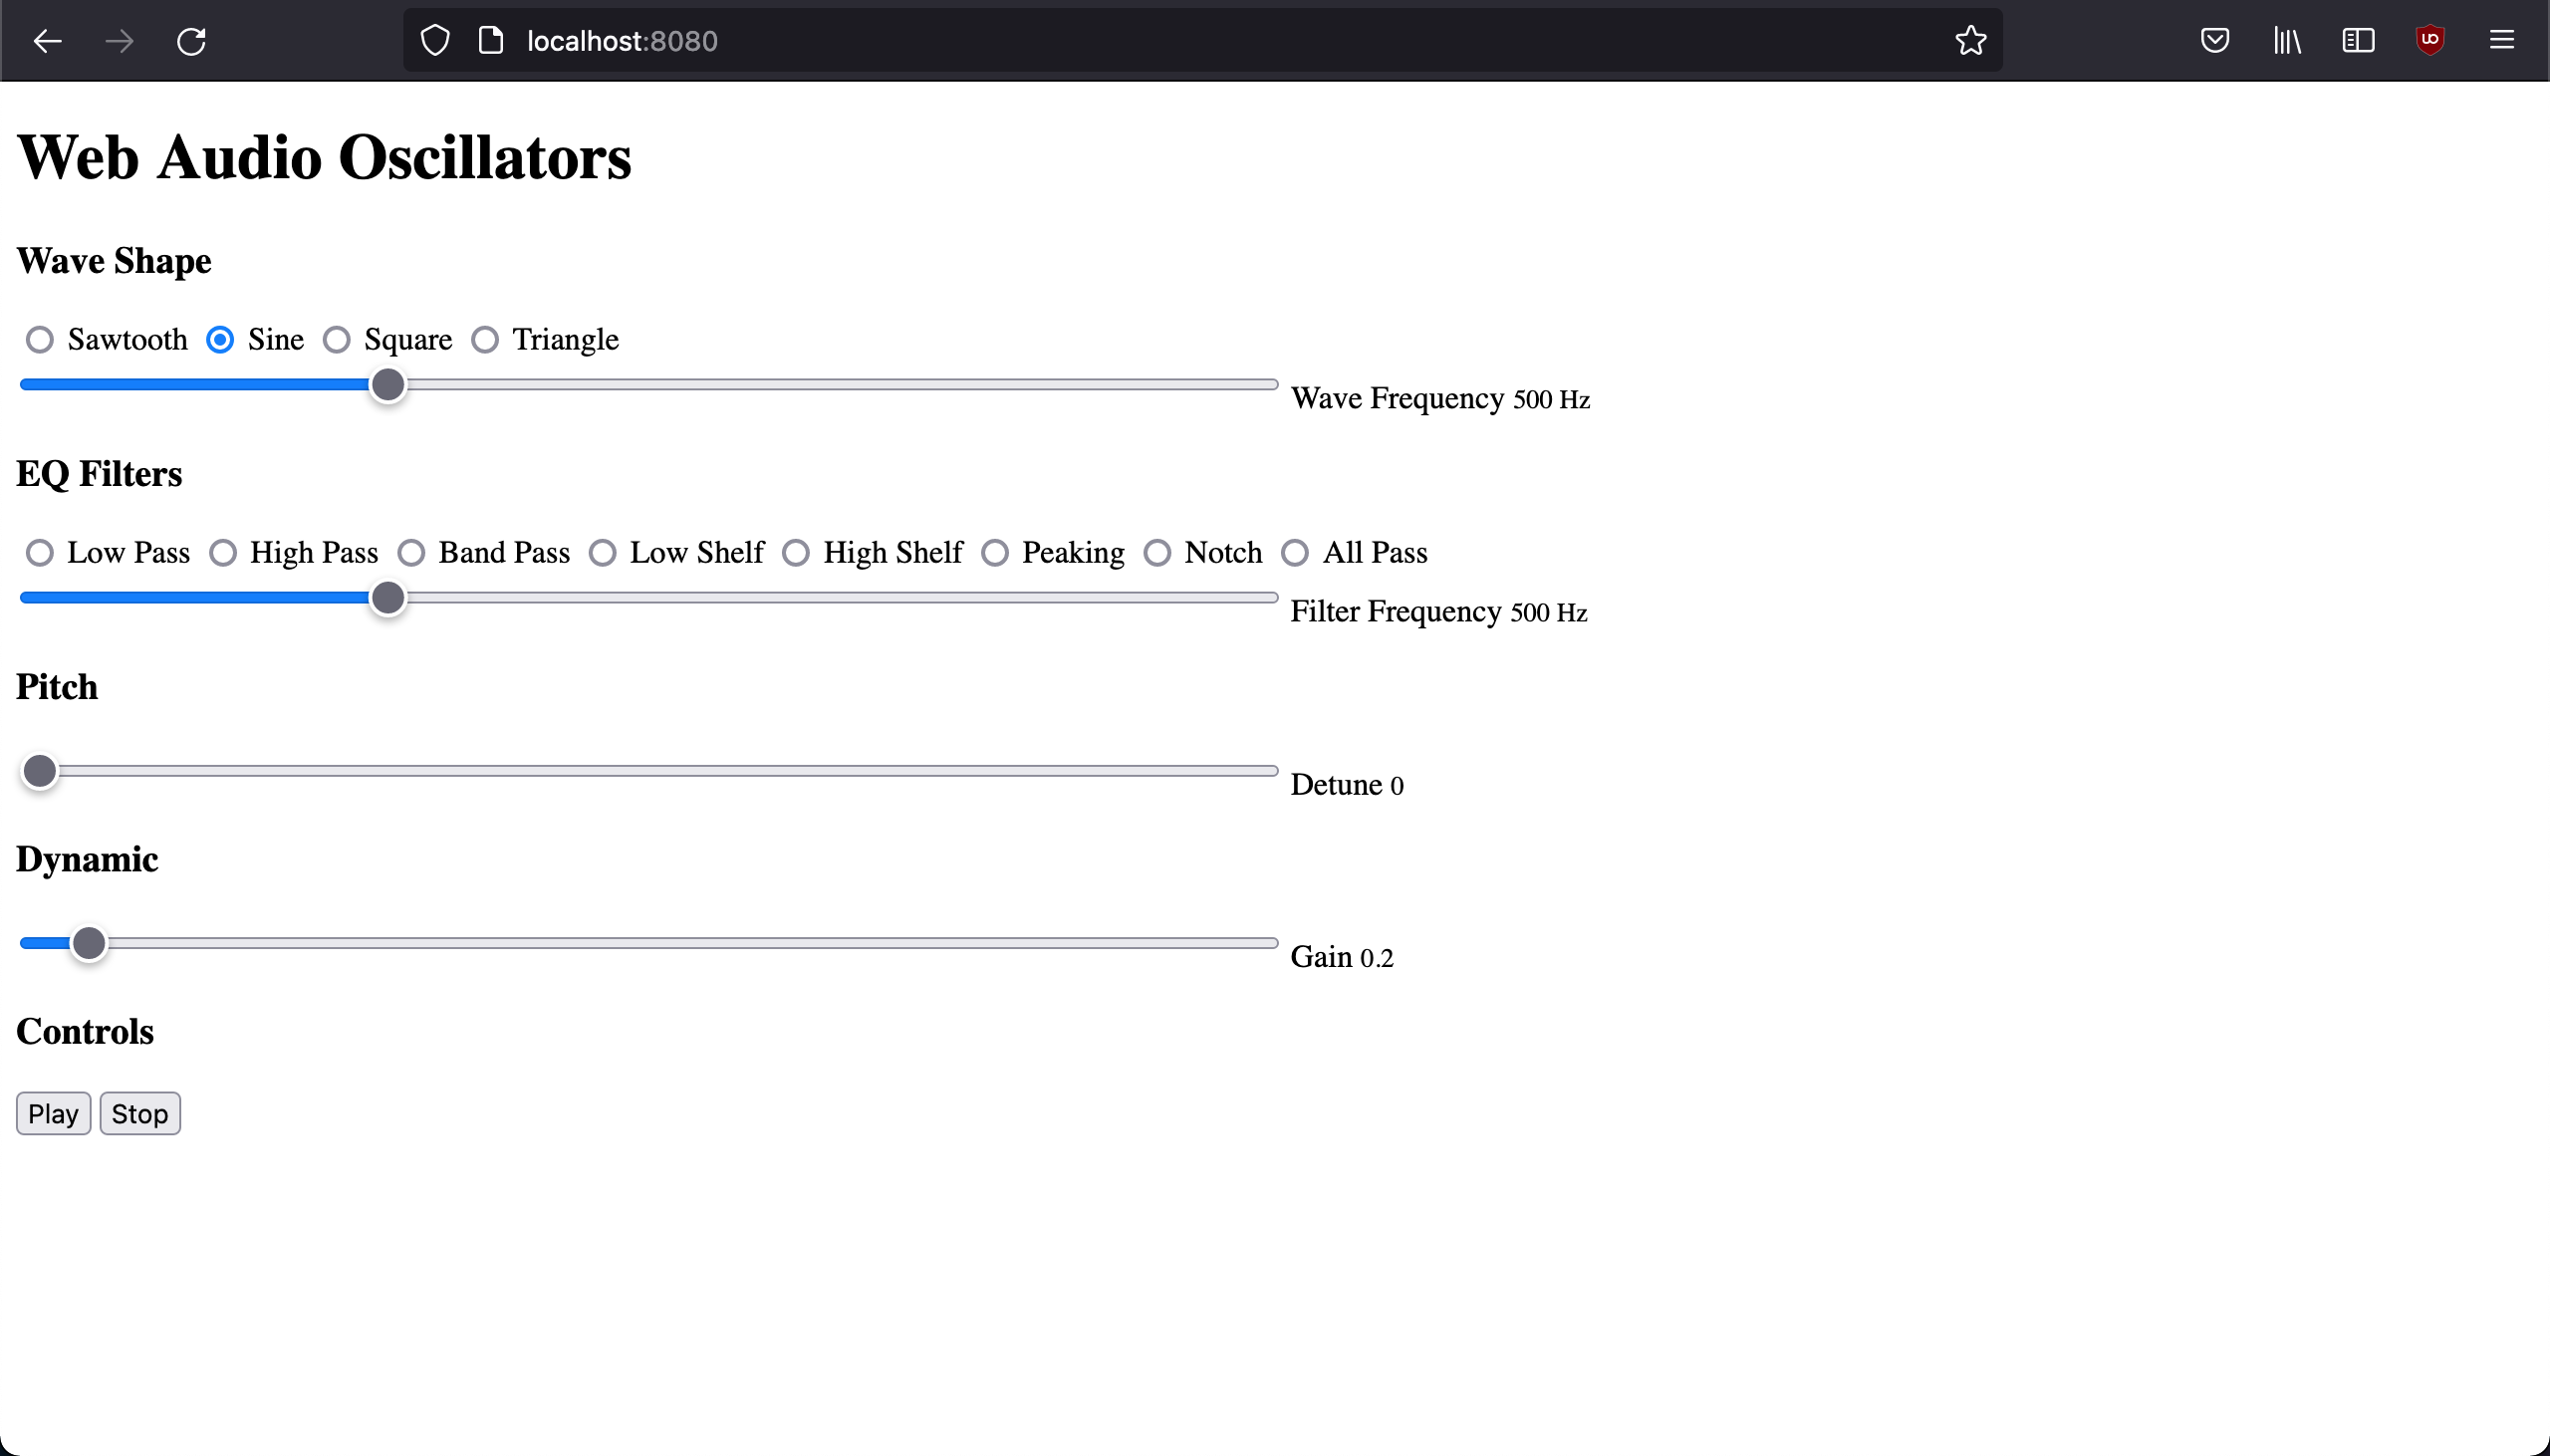 localhost:8080
Web Audio Oscillators
Wave Shape
Sawtooth Sine Square Triangle
Wave Frequency 500 Hz
EQ Filters
Low Pass High Pass Band Pass Low Shelf High Shelf Peaking Notch All Pass
Filter Frequency 500 Hz
Pitch
Detune 0
Dynamic
Gain 0.2
Controls
Play Stop